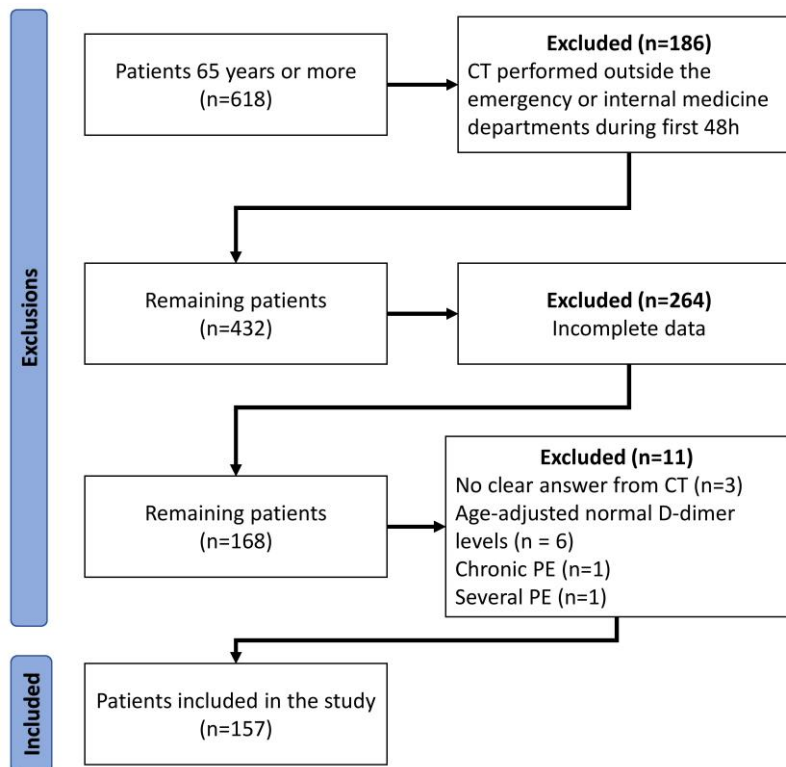 Exclusions
Patients 65 years or more
(n=618)
Excluded (n=186)
CT performed outside the
emergency or internal medicine
departments during first 48h
Remaining patients
(n=432)
Excluded (n=264)
Incomplete data
Remaining patients
(n=168)
Excluded (n=11)
No clear answer from CT (n=3)
Age-adjusted normal D-dimer
levels (n = 6)
Chronic PE (n=1)
Several PE (n=1)
Included
Patients included in the study
(n=157)